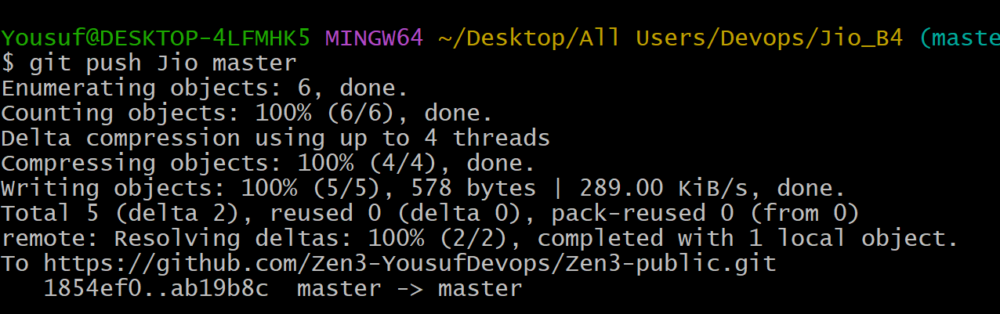 Yousuf@DESKTOP-4LFMHK5 MINGW64 ~/Desktop/All Users/Devops/Jio_B4 (maste
$ git push Jio master
Enumerating objects: 6, done.
Counting objects: 100% (6/6), done.
Delta compression using up to 4 threads
Compressing objects: 100% (4/4), done.
Writing objects: 100% (5/5), 578 bytes | 289.00 KiB/s, done.
Total 5 (delta 2), reused 0 (delta 0), pack-reused 0 (from 0)
remote: Resolving deltas: 100% (2/2), completed with 1 local object.
To https://github.com/Zen3-YousufDevops/Zen3-public.git
   1854ef0..ab19b8c  master -> master